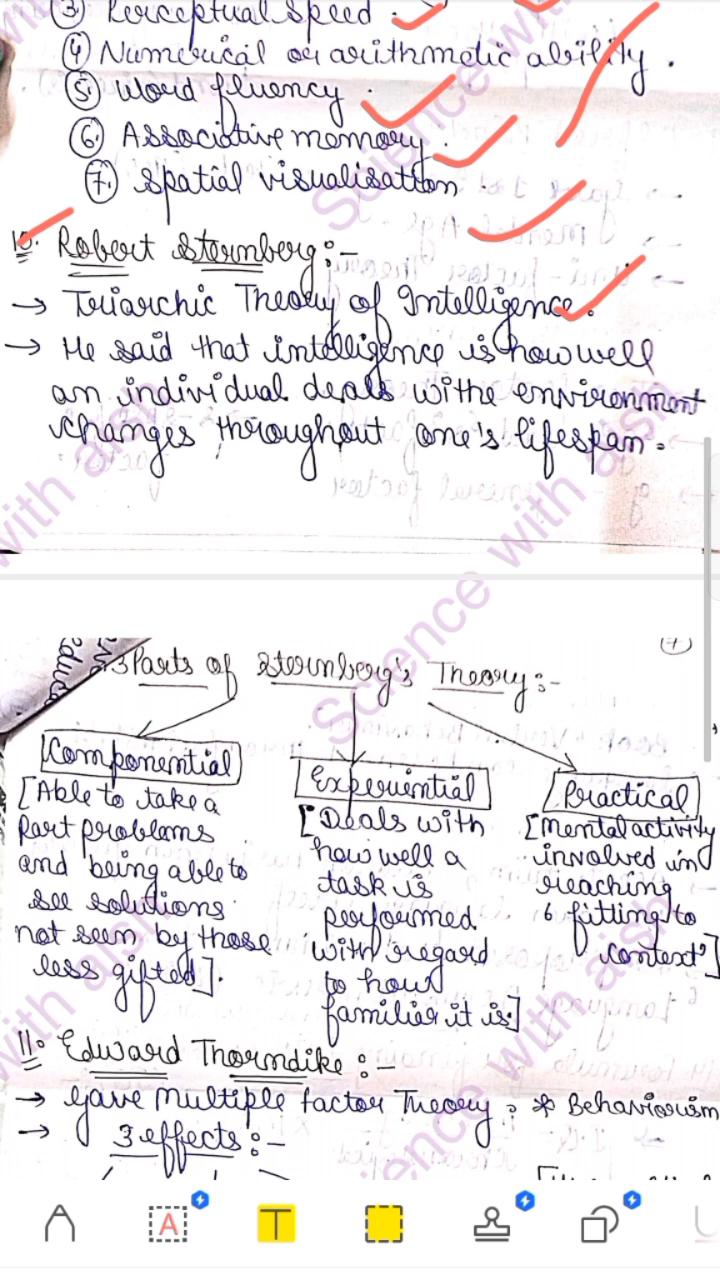 ③ Perceptual Speed.
④ Numerical or arithmetic ability.
⑤ Word fluency.
⑥ Associative memory.
⑦ Spatial visualisation.
10. Robert Sternberg:-
→ Triarchic Theory of Intelligence.
→ He said that intelligence is how well
an individual deals withe environment
changes throughout one's lifespan.
3 Parts of Sternberg's Theory:-
Componential
[Able to take a
Part problems
and being able to
see solutions
not seen by those
less gifted].
Experiential
[Deals with
how well a
task is
performed
with regard
to how
familier it is]
Practical
[Mental activity
involved in
reaching
fitting to
context]
11. Edward Thorndike:-
→ gave Multiple factor Theory. * Behaviorism
→ 3 effects:-
Science with aish